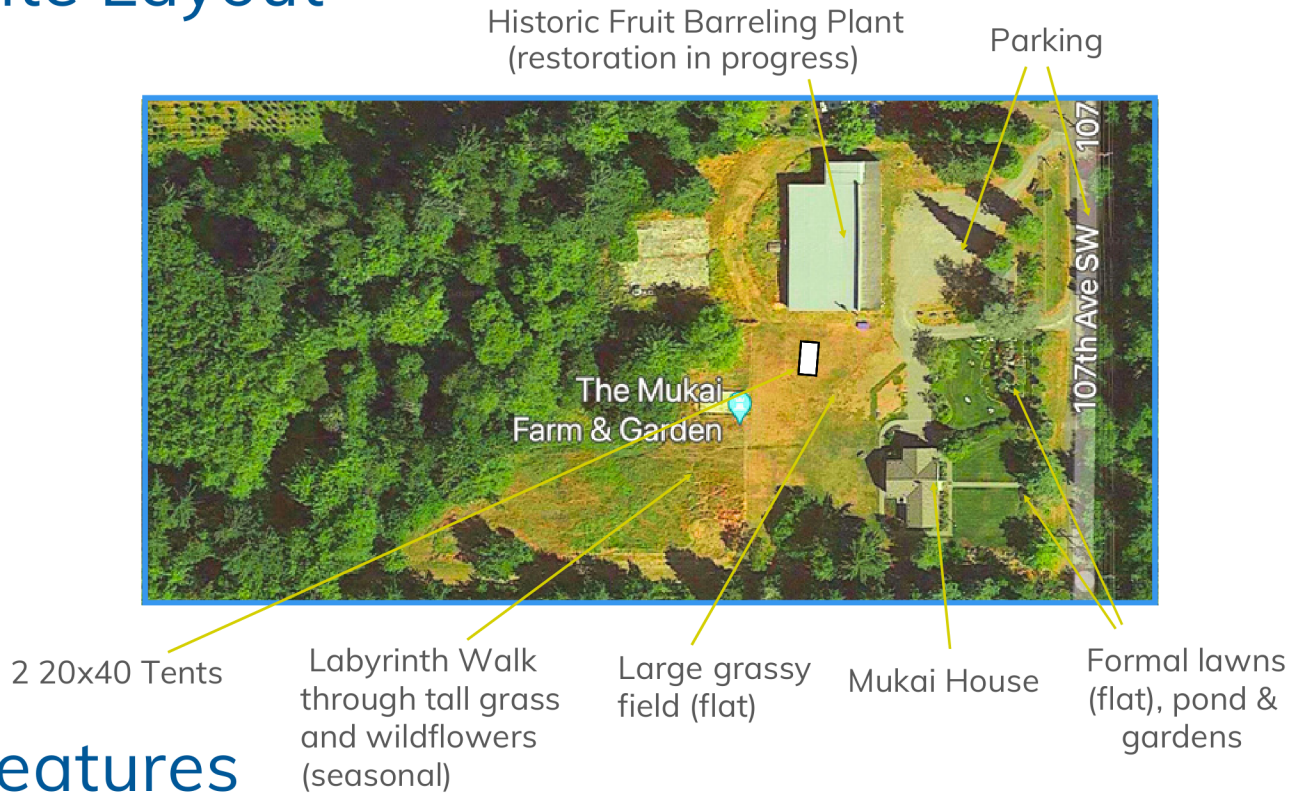 ite Layout
Historic Fruit Barreling Plant
(restoration in progress)
Parking
107
107th Ave SW
The Mukai
Farm & Garden
2 20x40 Tents
Labyrinth Walk
through tall grass
and wildflowers
(seasonal)
Large grassy
field (flat)
Mukai House
Formal lawns
(flat), pond &
gardens
eatures